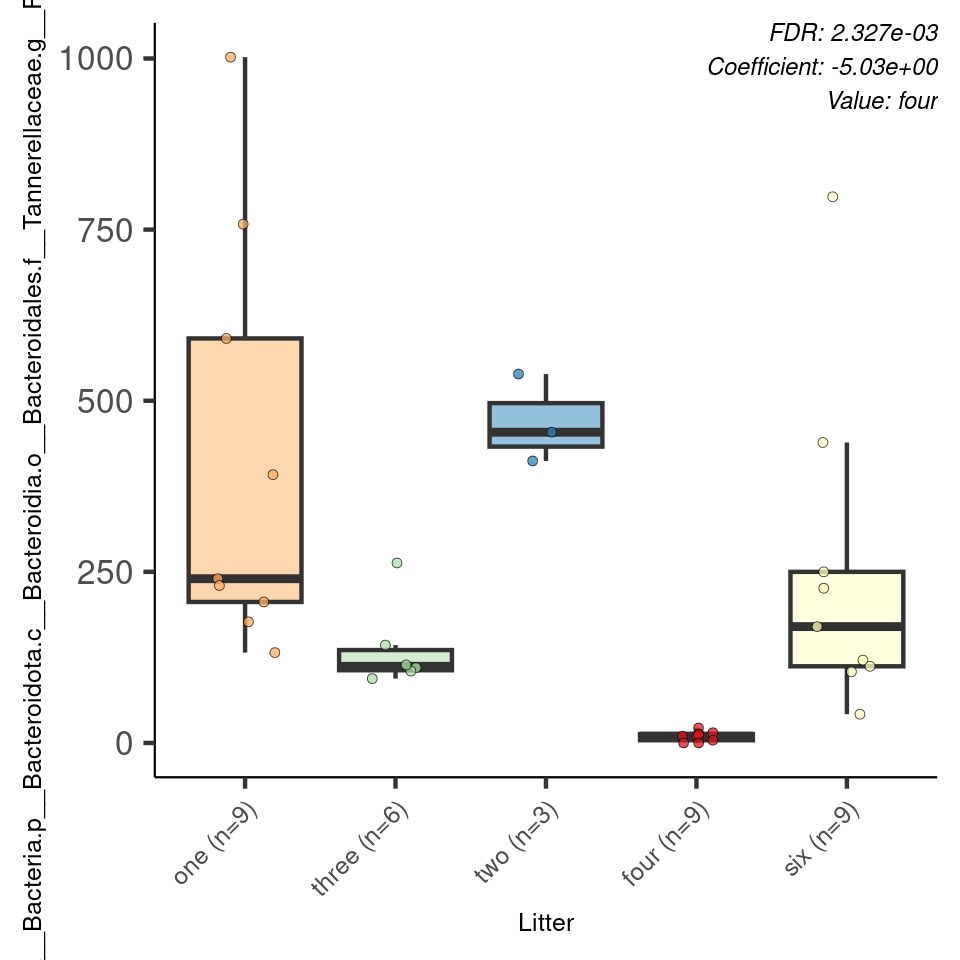 FDR: 2.327e-03
Coefficient: -5.03e+00
Value: four
1000
750
500
250
0
__Bacteria.p__Bacteroidota.c__Bacteroidia.o__Bacteroidales.f__Tannerellaceae.g__
one (n=9)
three (n=6)
two (n=3)
four (n=9)
six (n=9)
Litter